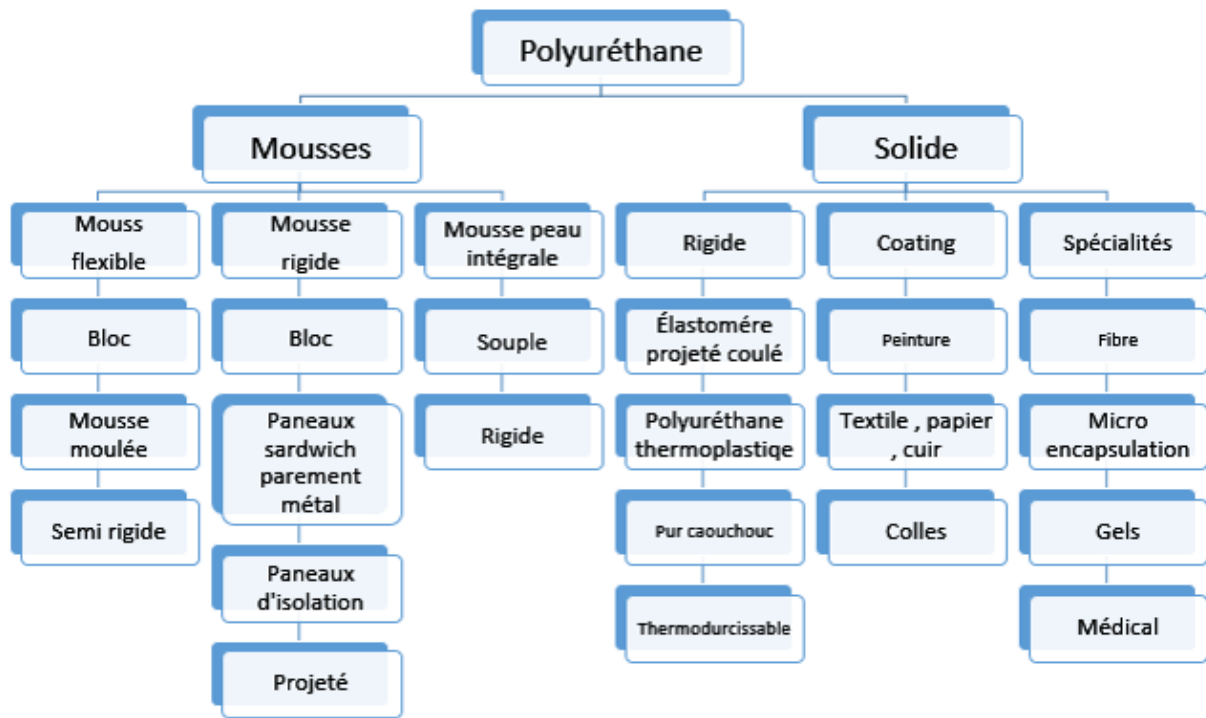 Polyuréthane
Mousses
Solide
Mouss
flexible
Mousse
rigide
Mousse peau
intégrale
Rigide
Coating
Spécialités
Bloc
Bloc
Souple
Élastomére
projeté coulé
Peinture
Fibre
Mousse
moulée
Paneaux
sardwich
parement
métal
Rigide
Polyuréthane
thermoplastiqe
Textile , papier
, cuir
Micro
encapsulation
Semi rigide
Pur caouchouc
Colles
Gels
Paneaux
d'isolation
Thermodurcissable
Médical
Projeté